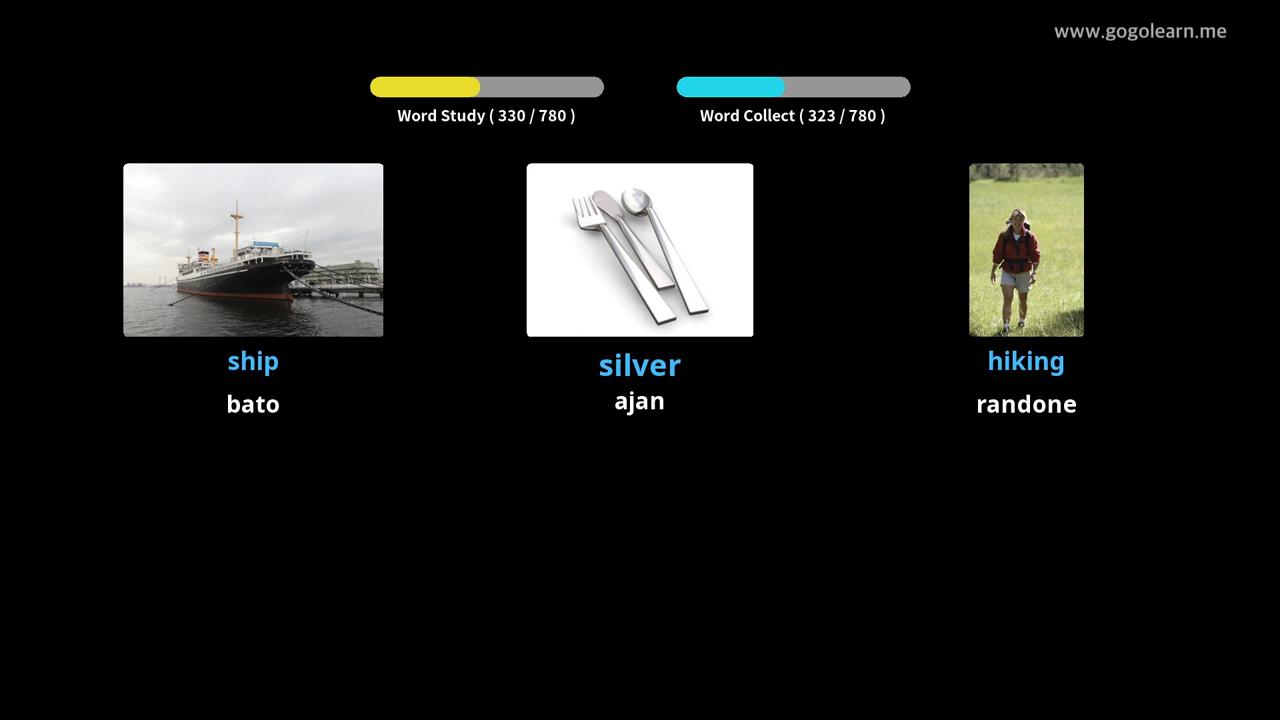 www.gogolearn.me
Word Study ( 330 / 780 )
Word Collect ( 323 / 780 )
ship
bato
silver
ajan
hiking
randone